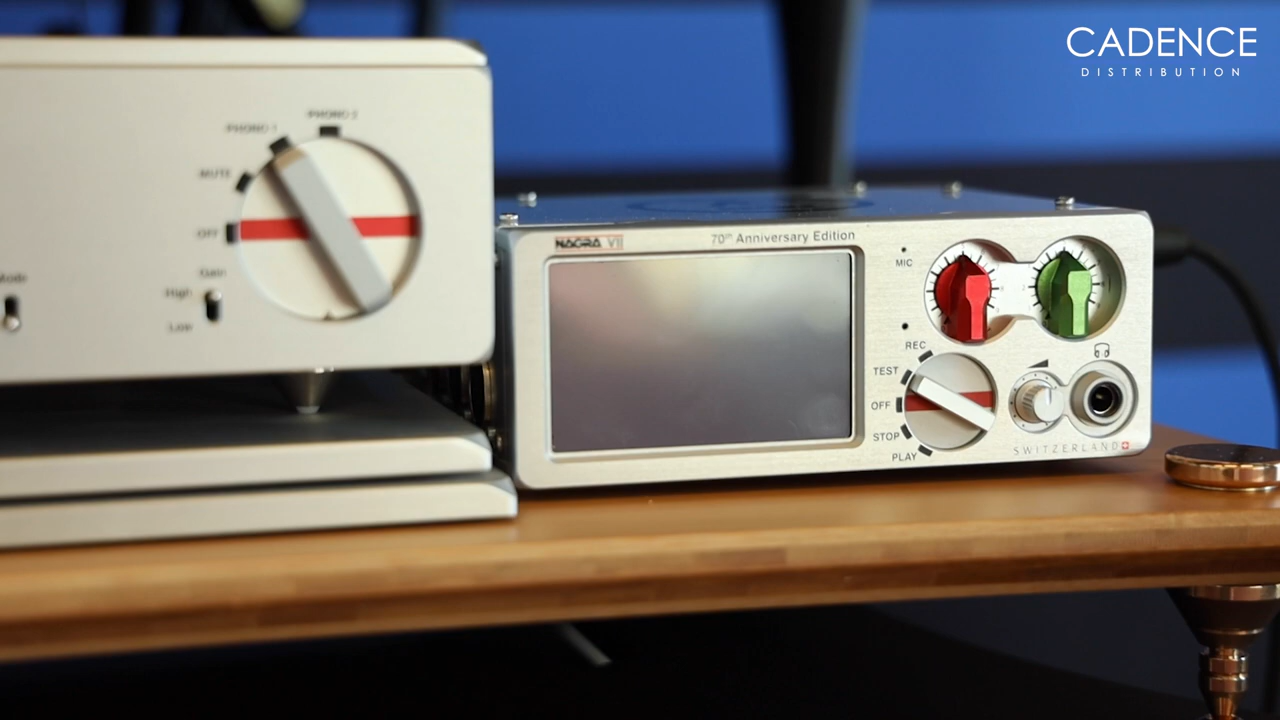 CADENCE
DISTRIBUTION
PHONO 2
PHONO 1
MUTE
OFF
Gain
High
Low
Mode
NAGRA VII
70th Anniversary Edition
MIC
REC
TEST
OFF
STOP
PLAY
SWITZERLAND